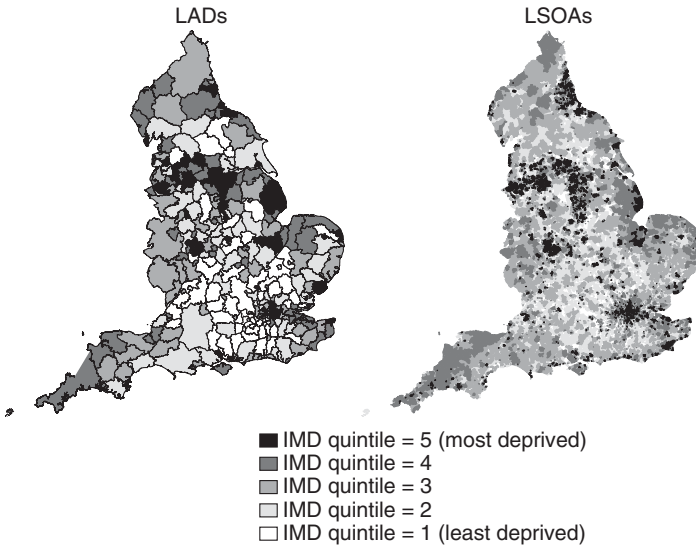 LADs
LSOAs
IMD quintile = 5 (most deprived)
IMD quintile = 4
IMD quintile = 3
IMD quintile = 2
IMD quintile = 1 (least deprived)